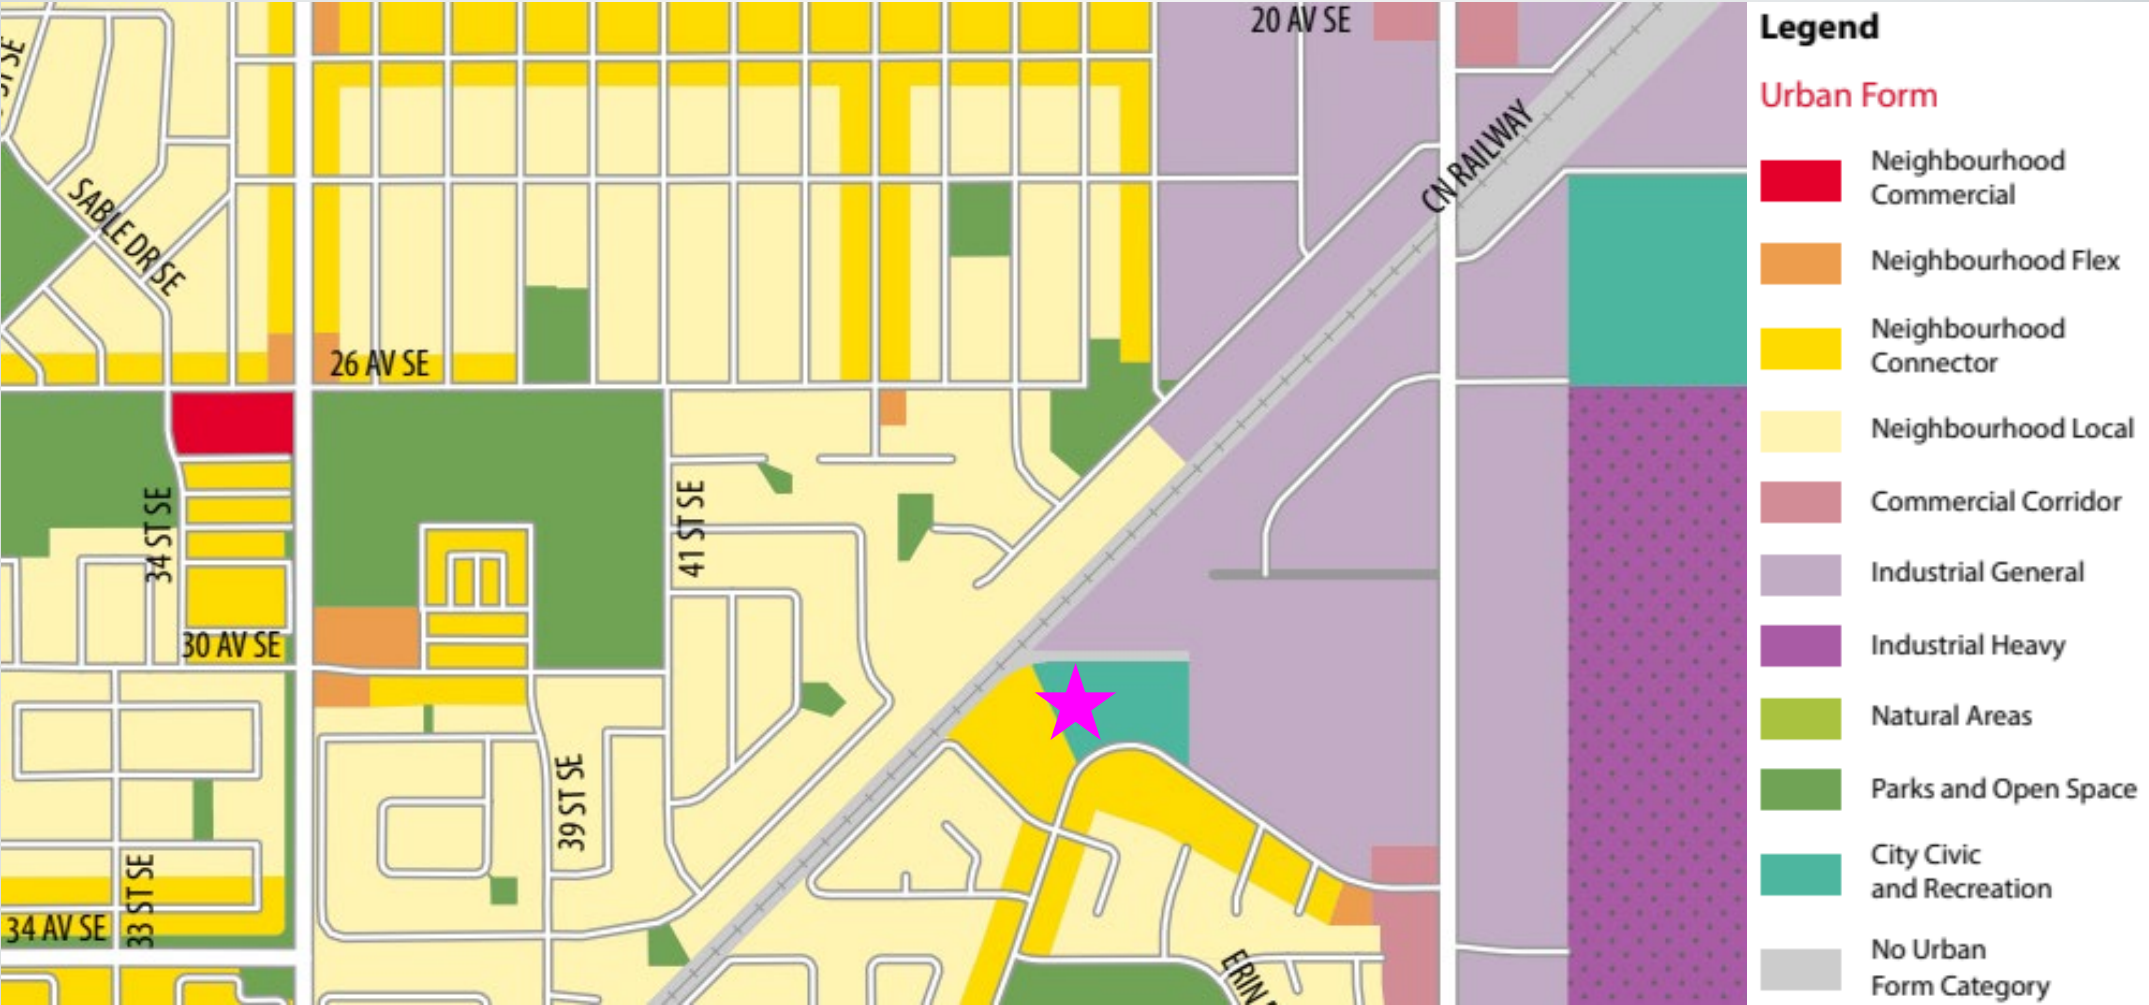 20 AV SE
CN RAILWAY
SABLE DR SE
26 AV SE
34 ST SE
41 ST SE
30 AV SE
39 ST SE
33 ST SE
34 AV SE
ERIN
Legend
Urban Form
Neighbourhood
Commercial
Neighbourhood Flex
Neighbourhood
Connector
Neighbourhood Local
Commercial Corridor
Industrial General
Industrial Heavy
Natural Areas
Parks and Open Space
City Civic
and Recreation
No Urban
Form Category